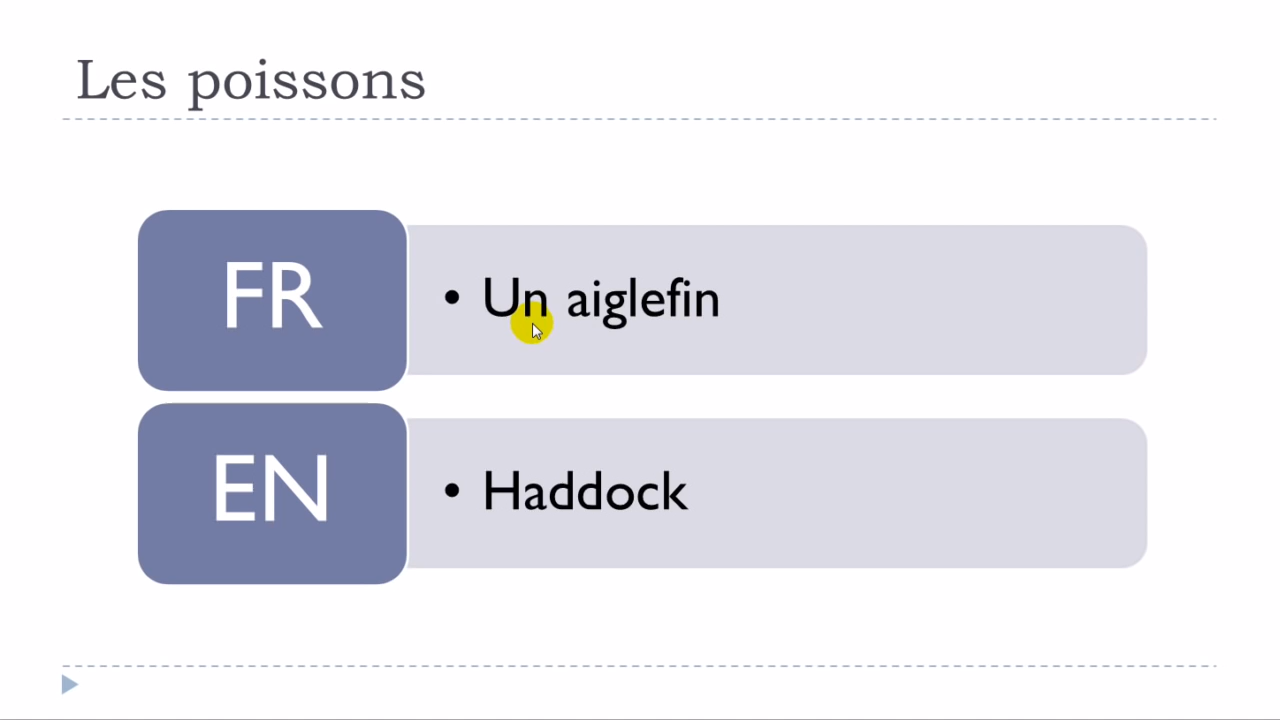 Les poissons
FR
• Un aiglefin
EN
• Haddock